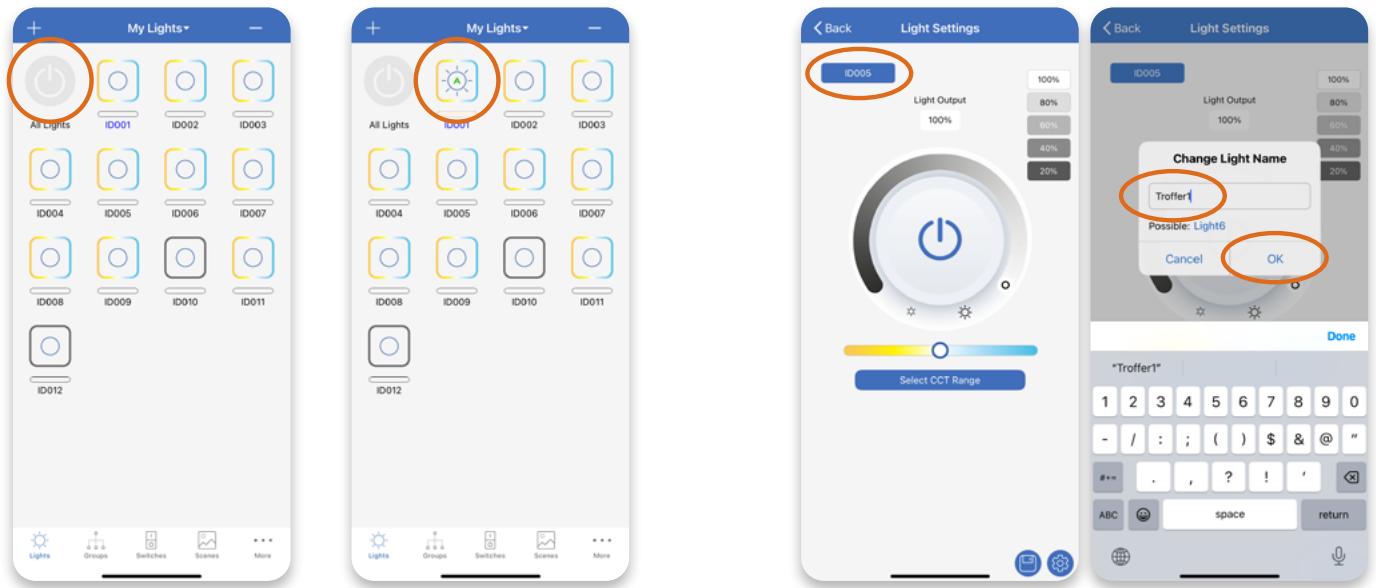 My Lights
All Lights
ID001
ID002
ID003
ID004
ID005
ID006
ID007
ID008
ID009
ID010
ID011
ID012
Lights
Groups
Switches
Scenes
More
My Lights
A
All Lights
ID001
ID002
ID003
ID004
ID005
ID006
ID007
ID008
ID009
ID010
ID011
ID012
Lights
Groups
Switches
Scenes
More
Back
Light Settings
ID005
100%
Light Output
80%
100%
60%
40%
20%
Select CCT Range
Back
Light Settings
ID005
100%
Light Output
80%
100%
60%
40%
20%
Change Light Name
Troffer1
Possible: Light6
Cancel
OK
Done
"Troffer1"
1 2 3 4 5 6 7 8 9 0
- / : ; ( ) $ & @ "
#+= . , ? ! '
ABC space return